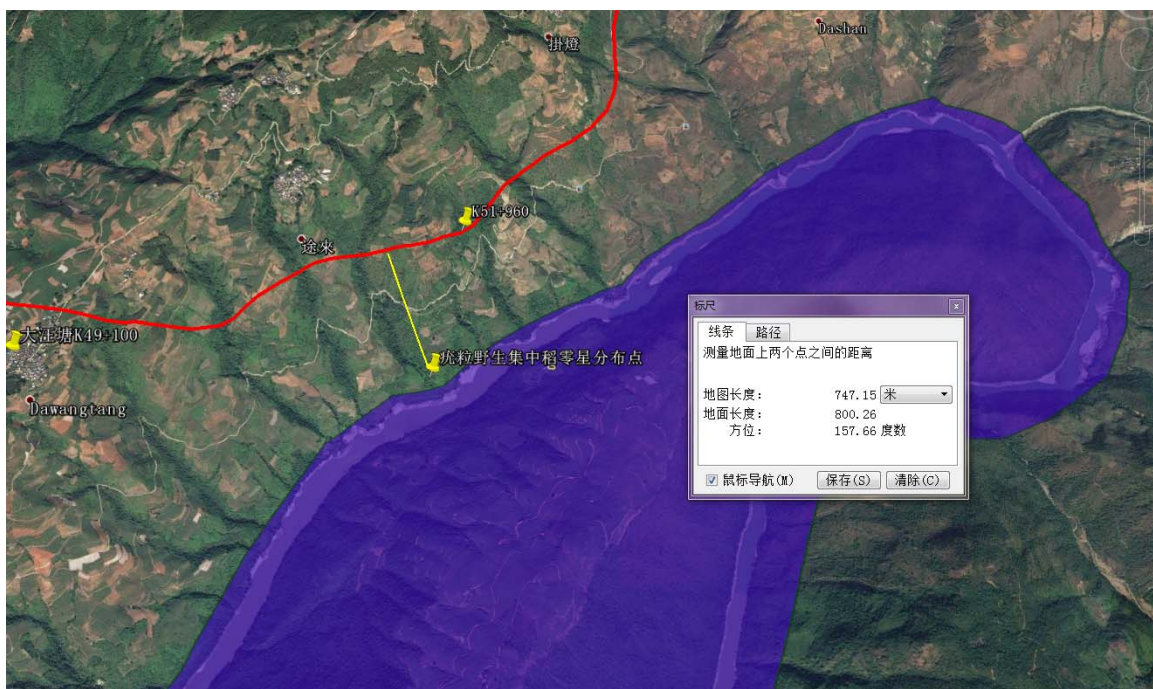 Dashan
掛燈
K51+960
途來
大汪塘K49+100
疣粒野生集中稻零星分布点
Dawangtang
标尺
线条
路径
测量地面上两个点之间的距离
地图长度：
747.15
米
地面长度：
800.26
方位：
157.66 度数
鼠标导航(M)
保存(S)
清除(C)